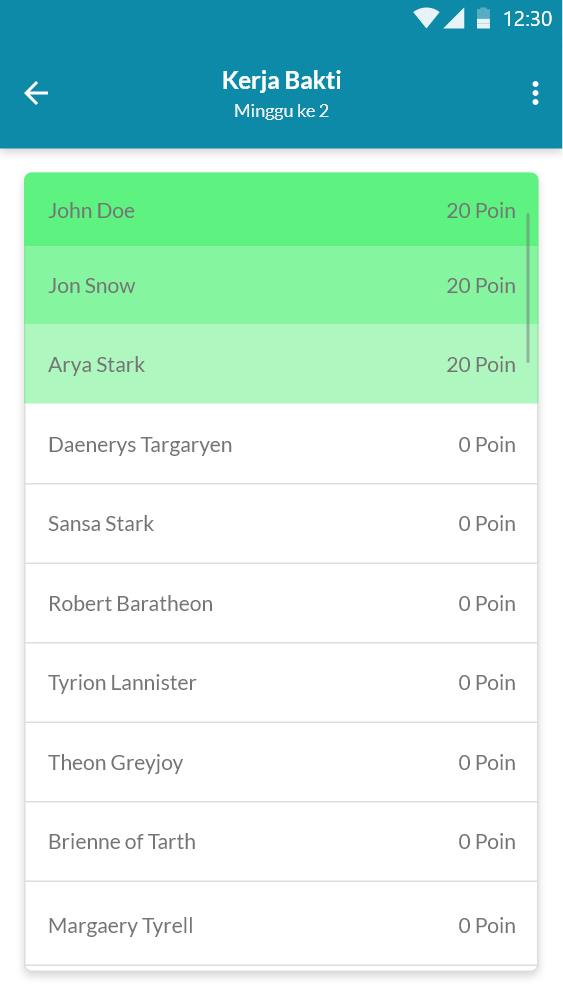 12:30
Kerja Bakti
Minggu ke 2
John Doe 20 Poin
Jon Snow 20 Poin
Arya Stark 20 Poin
Daenerys Targaryen 0 Poin
Sansa Stark 0 Poin
Robert Baratheon 0 Poin
Tyrion Lannister 0 Poin
Theon Greyjoy 0 Poin
Brienne of Tarth 0 Poin
Margaery Tyrell 0 Poin